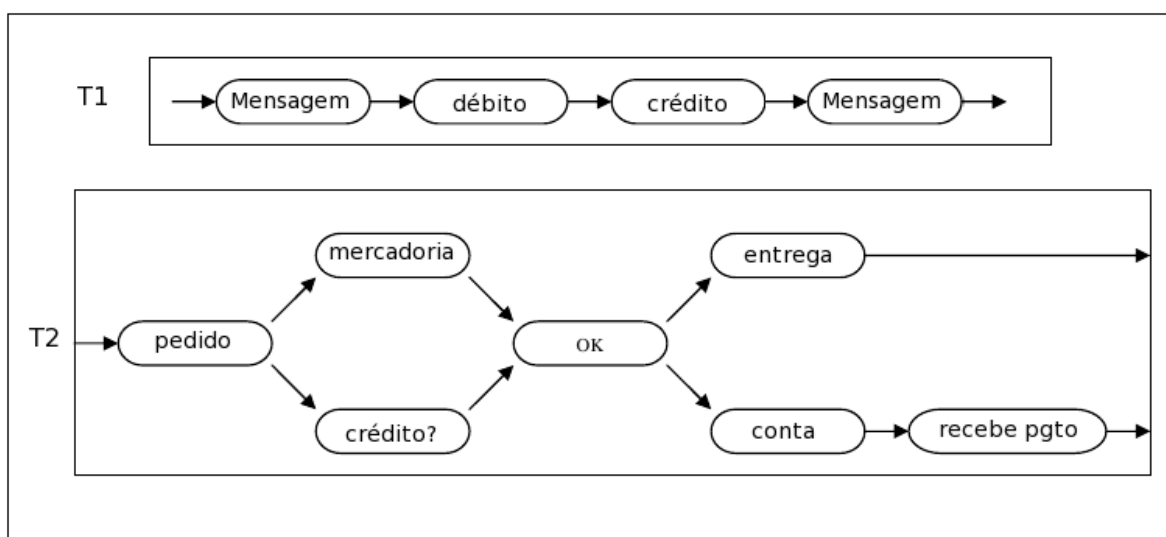 T1
Mensagem
débito
crédito
Mensagem
T2
pedido
mercadoria
crédito?
OK
entrega
conta
recebe pgto